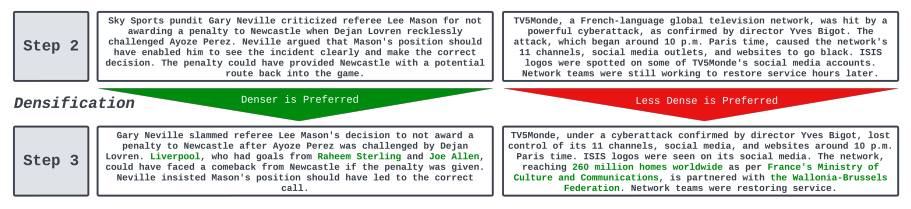 Step 2
Sky Sports pundit Gary Neville criticized referee Lee Mason for not
awarding a penalty to Newcastle when Dejan Lovren recklessly
challenged Ayoze Perez. Neville argued that Mason's position should
have enabled him to see the incident clearly and make the correct
decision. The penalty could have provided Newcastle with a potential
route back into the game.
TV5Monde, a French-language global television network, was hit by a
powerful cyberattack, as confirmed by director Yves Bigot. The
attack, which began around 10 p.m. Paris time, caused the network's
11 channels, social media outlets, and websites to go black. ISIS
logos were spotted on some of TV5Monde's social media accounts.
Network teams were still working to restore service hours later.
Densification
Denser is Preferred
Less Dense is Preferred
Step 3
Gary Neville slammed referee Lee Mason's decision to not award a
penalty to Newcastle after Ayoze Perez was challenged by Dejan
Lovren. Liverpool, who had goals from Raheem Sterling and Joe Allen,
could have faced a comeback from Newcastle if the penalty was given.
Neville insisted Mason's position should have led to the correct
call.
TV5Monde, under a cyberattack confirmed by director Yves Bigot, lost
control of its 11 channels, social media, and websites around 10 p.m.
Paris time. ISIS logos were seen on its social media. The network,
reaching 260 million homes worldwide as per France's Ministry of
Culture and Communications, is partnered with the Wallonia-Brussels
Federation. Network teams were restoring service.